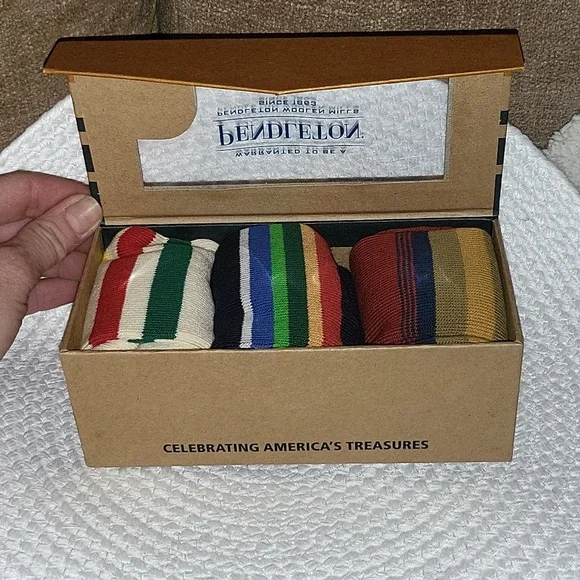 SINCE 1863
PENDLETON WOOLEN MILLS
PENDLETON
WARRANTED TO BE A
CELEBRATING AMERICA'S TREASURES